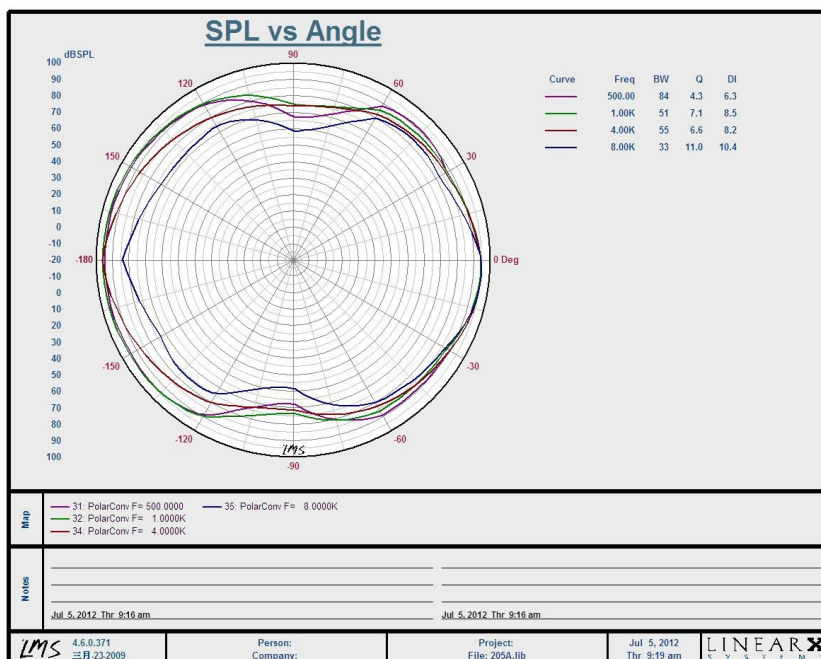 SPL vs Angle
dBSPL
100
90
80
70
60
50
40
30
20
10
0
-10
-20
-10
0
10
20
30
40
50
60
70
80
90
100
90
120
60
150
30
-180
0 Deg
-150
-30
-120
-60
-90
LMS
Curve Freq BW Q DI
500.00 84 4.3 6.3
1.00K 51 7.1 8.5
4.00K 55 6.6 8.2
8.00K 33 11.0 10.4
Map
31: PolarConv F= 500.0000 35: PolarConv F= 8.0000K
32: PolarConv F= 1.0000K
34: PolarConv F= 4.0000K
Notes
Jul 5, 2012 Thr 9:16 am Jul 5, 2012 Thr 9:16 am
LMS
4.6.0.371
三月-23-2009
Person:
Company:
Project:
File: 205A.lib
Jul 5, 2012
Thr 9:19 am
LINEARX
SYSTEMS